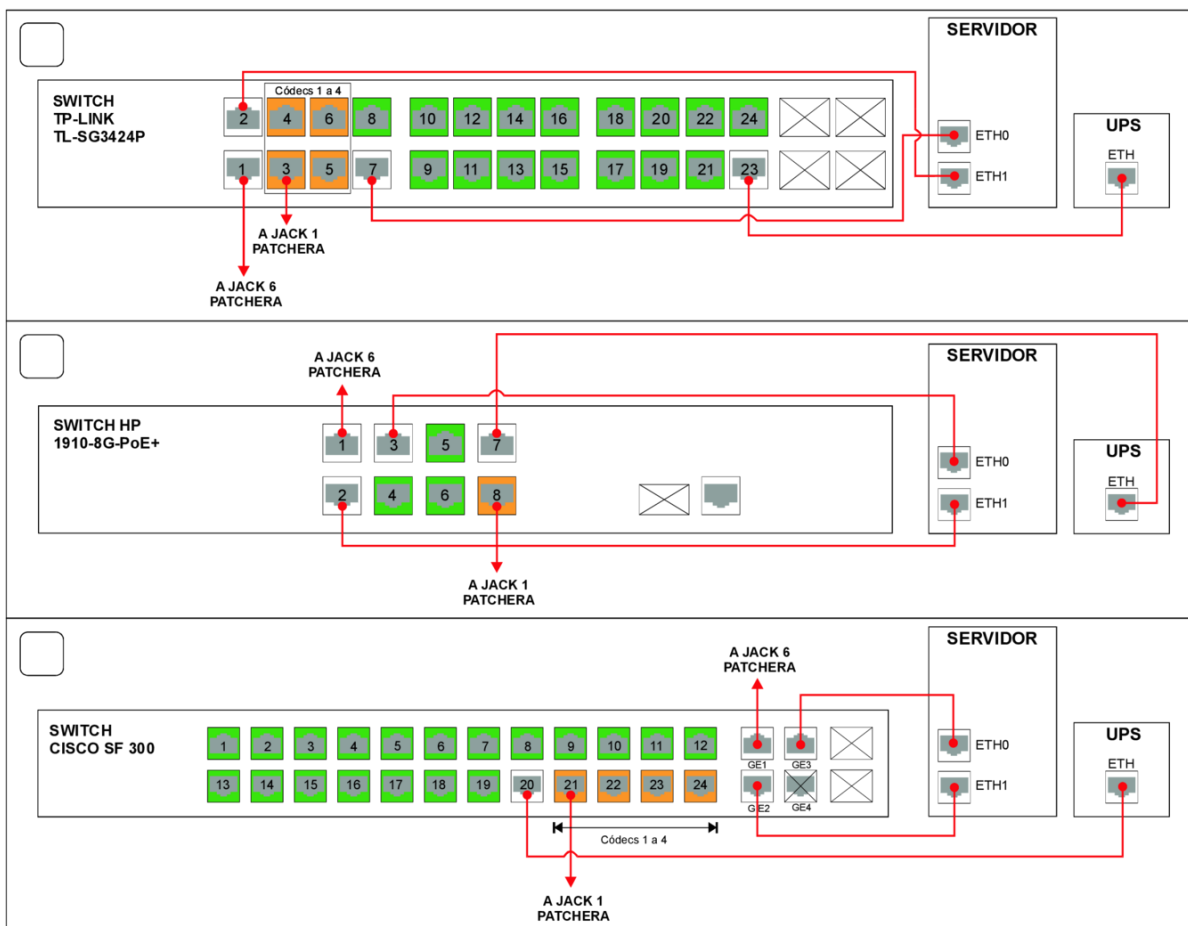 SERVIDOR
SWITCH
TP-LINK
TL-SG3424P
Códecs 1 a 4
2 4 6 8 10 12 14 16 18 20 22 24
1 3 5 7 9 11 13 15 17 19 21 23
ETH0
ETH1
UPS
ETH
A JACK 1
PATCHERA
A JACK 6
PATCHERA
A JACK 6
PATCHERA
SERVIDOR
SWITCH HP
1910-8G-PoE+
1 3 5 7
2 4 6 8
ETH0
ETH1
UPS
ETH
A JACK 1
PATCHERA
SERVIDOR
A JACK 6
PATCHERA
SWITCH
CISCO SF 300
1 2 3 4 5 6 7 8 9 10 11 12
GE1 GE3
13 14 15 16 17 18 19 20 21 22 23 24
GE2 GE4
ETH0
ETH1
UPS
ETH
Códecs 1 a 4
A JACK 1
PATCHERA